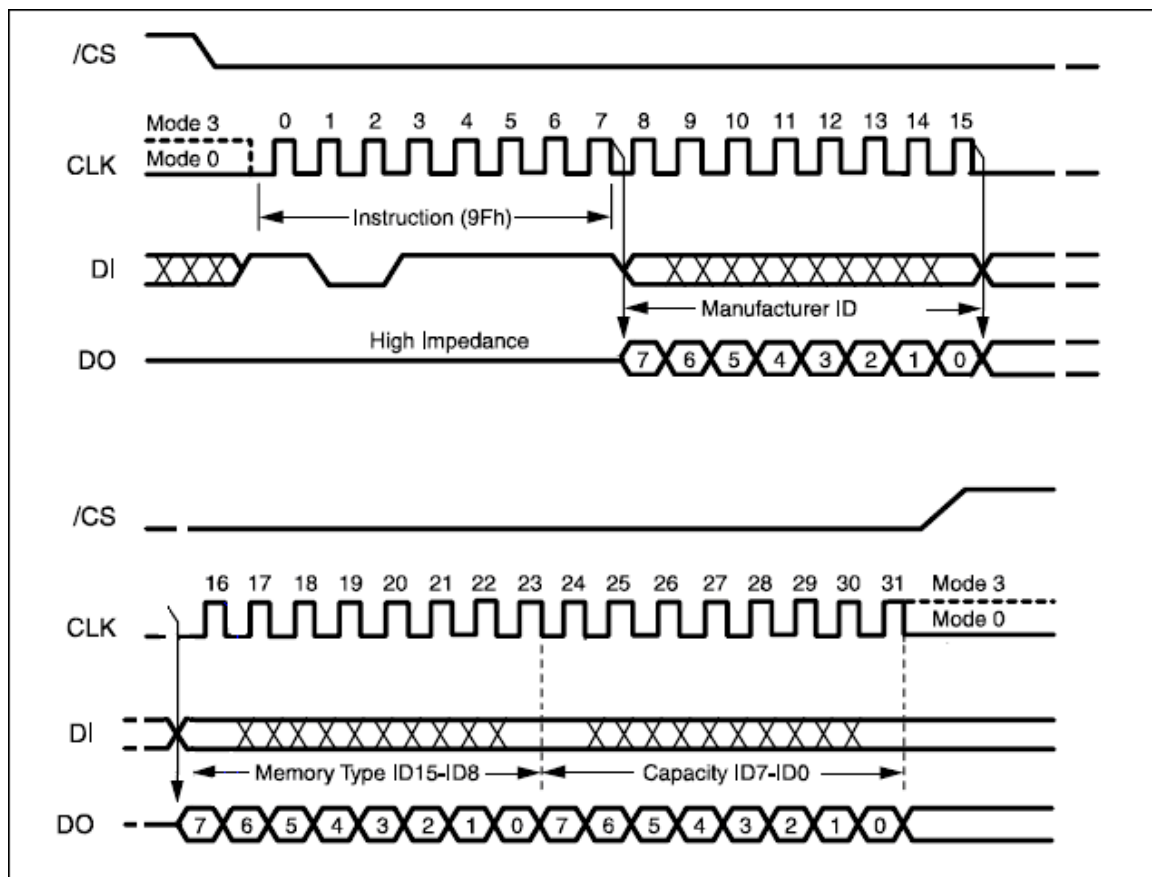 /CS
Mode 3
0 1 2 3 4 5 6 7 8 9 10 11 12 13 14 15
CLK
Mode 0
Instruction (9Fh)
DI
Manufacturer ID
High Impedance
DO
7 6 5 4 3 2 1 0
/CS
16 17 18 19 20 21 22 23 24 25 26 27 28 29 30 31
Mode 3
CLK
Mode 0
DI
Memory Type ID15-ID8
Capacity ID7-ID0
DO
7 6 5 4 3 2 1 0 7 6 5 4 3 2 1 0